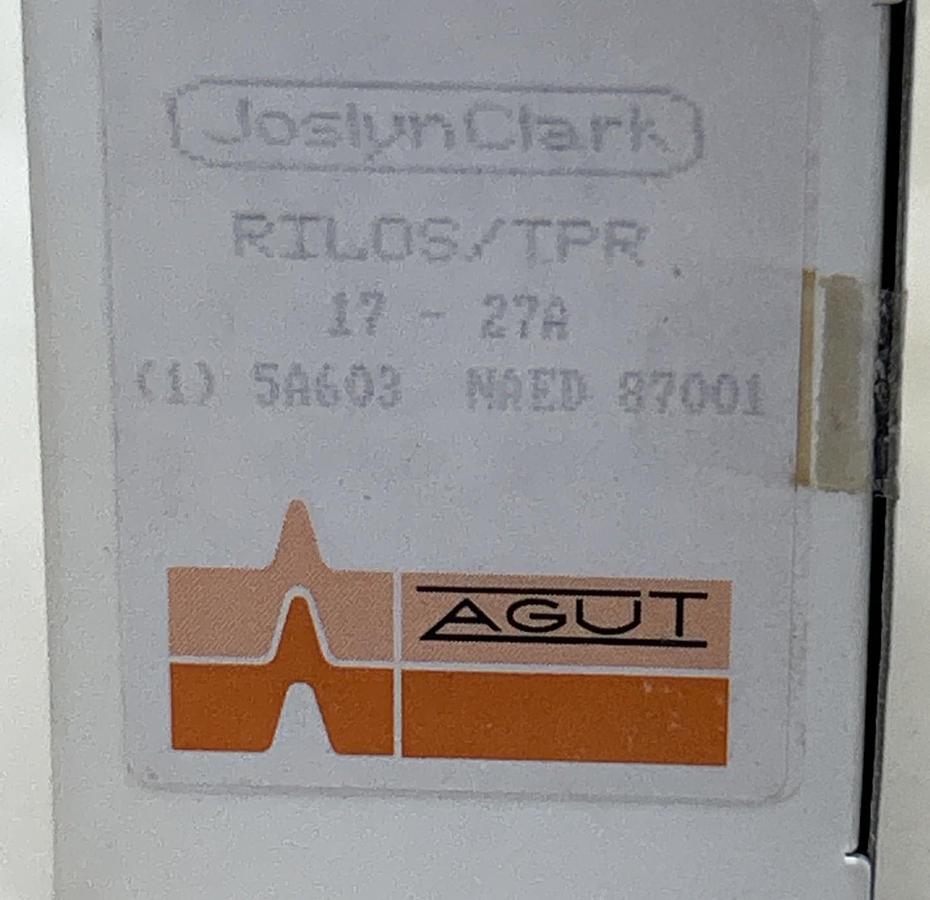 JoslynClark
RILOS/TPR
17 - 27A
(1) 5A603 NAED 87001
AGUT